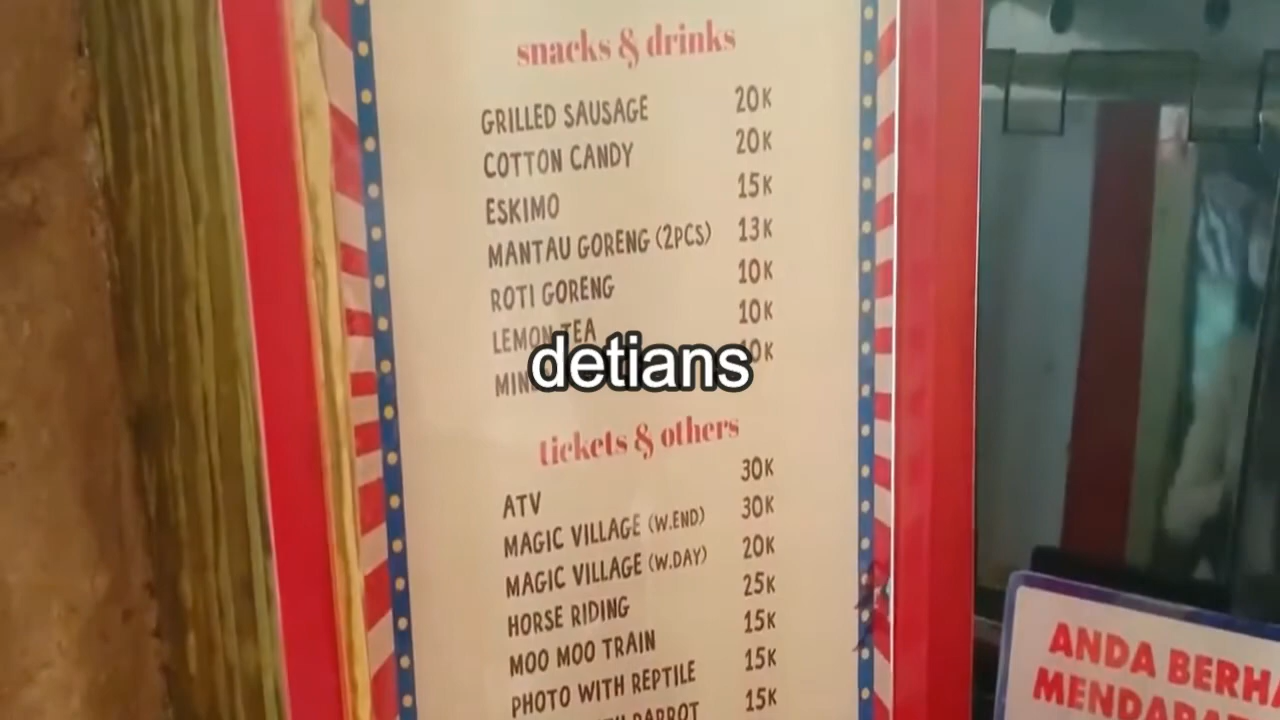 snacks & drinks
GRILLED SAUSAGE 20K
COTTON CANDY 20K
ESKIMO 15K
MANTAU GORENG (2PCS) 13K
ROTI GORENG 10K
LEMON TEA 10K
detians
tickets & others
ATV 30K
MAGIC VILLAGE (W.END) 30K
MAGIC VILLAGE (W.DAY) 20K
HORSE RIDING 25K
MOO MOO TRAIN 15K
PHOTO WITH REPTILE 15K
PARROT 15K
ANDA